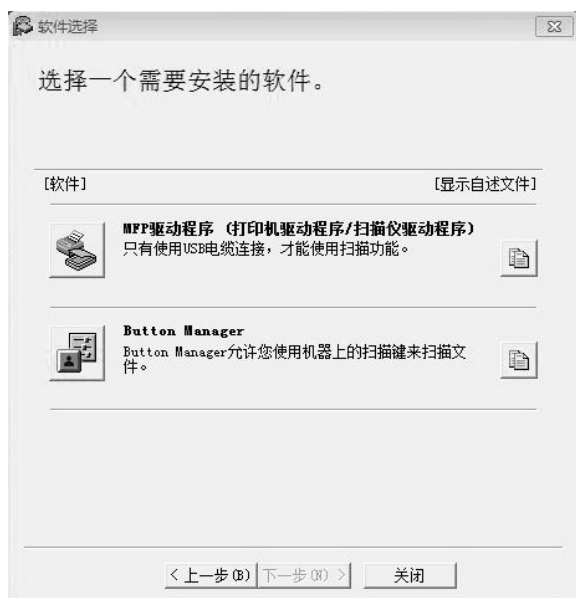 软件选择
选择一个需要安装的软件。
[软件] [显示自述文件]
MFP驱动程序（打印机驱动程序/扫描仪驱动程序）
只有使用USB电缆连接，才能使用扫描功能。
Button Manager
Button Manager允许您使用机器上的扫描键来扫描文
件。
<上一步(B) 下一步(N)> 关闭